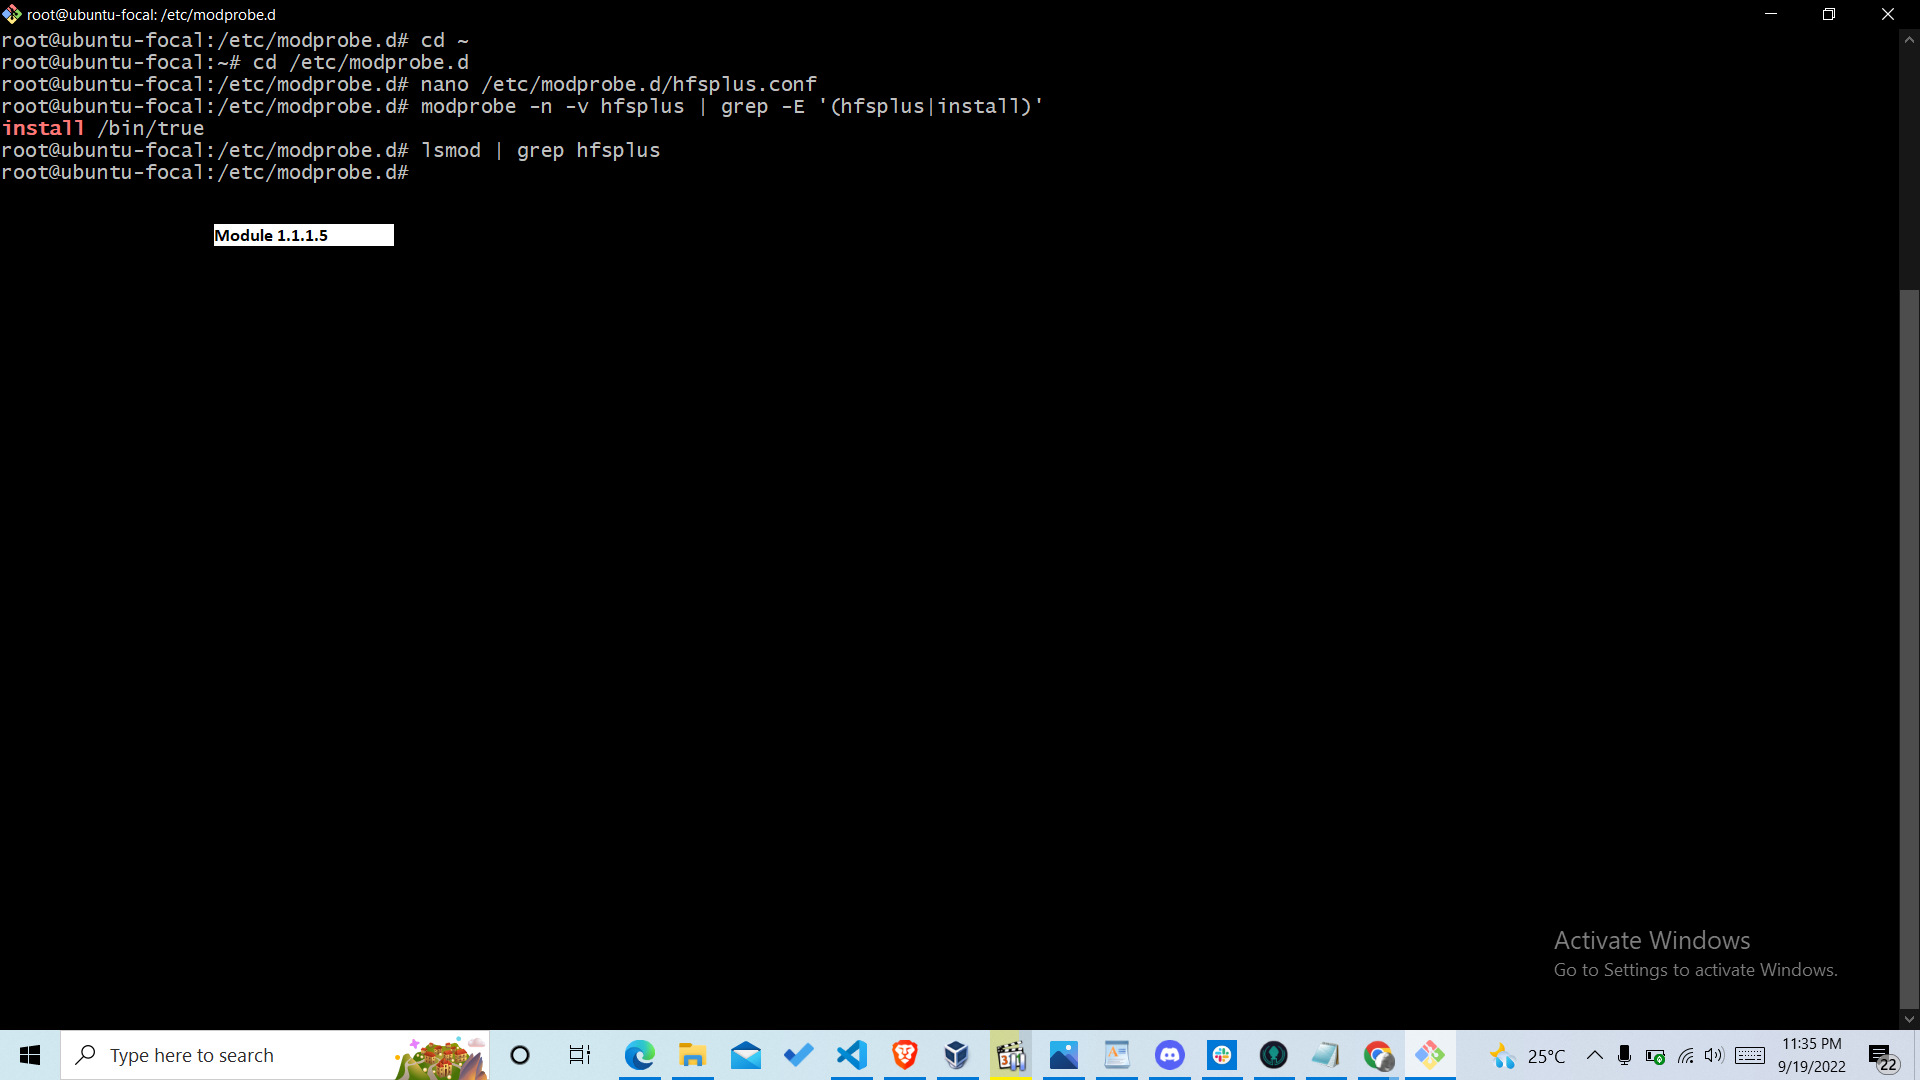 root@ubuntu-focal: /etc/modprobe.d
root@ubuntu-focal:/etc/modprobe.d# cd ~
root@ubuntu-focal:~# cd /etc/modprobe.d
root@ubuntu-focal:/etc/modprobe.d# nano /etc/modprobe.d/hfsplus.conf
root@ubuntu-focal:/etc/modprobe.d# modprobe -n -v hfsplus | grep -E '(hfsplus|install)'
install /bin/true
root@ubuntu-focal:/etc/modprobe.d# lsmod | grep hfsplus
root@ubuntu-focal:/etc/modprobe.d#
Module 1.1.1.5
Activate Windows
Go to Settings to activate Windows.
Type here to search
25°C
11:35 PM
9/19/2022
22